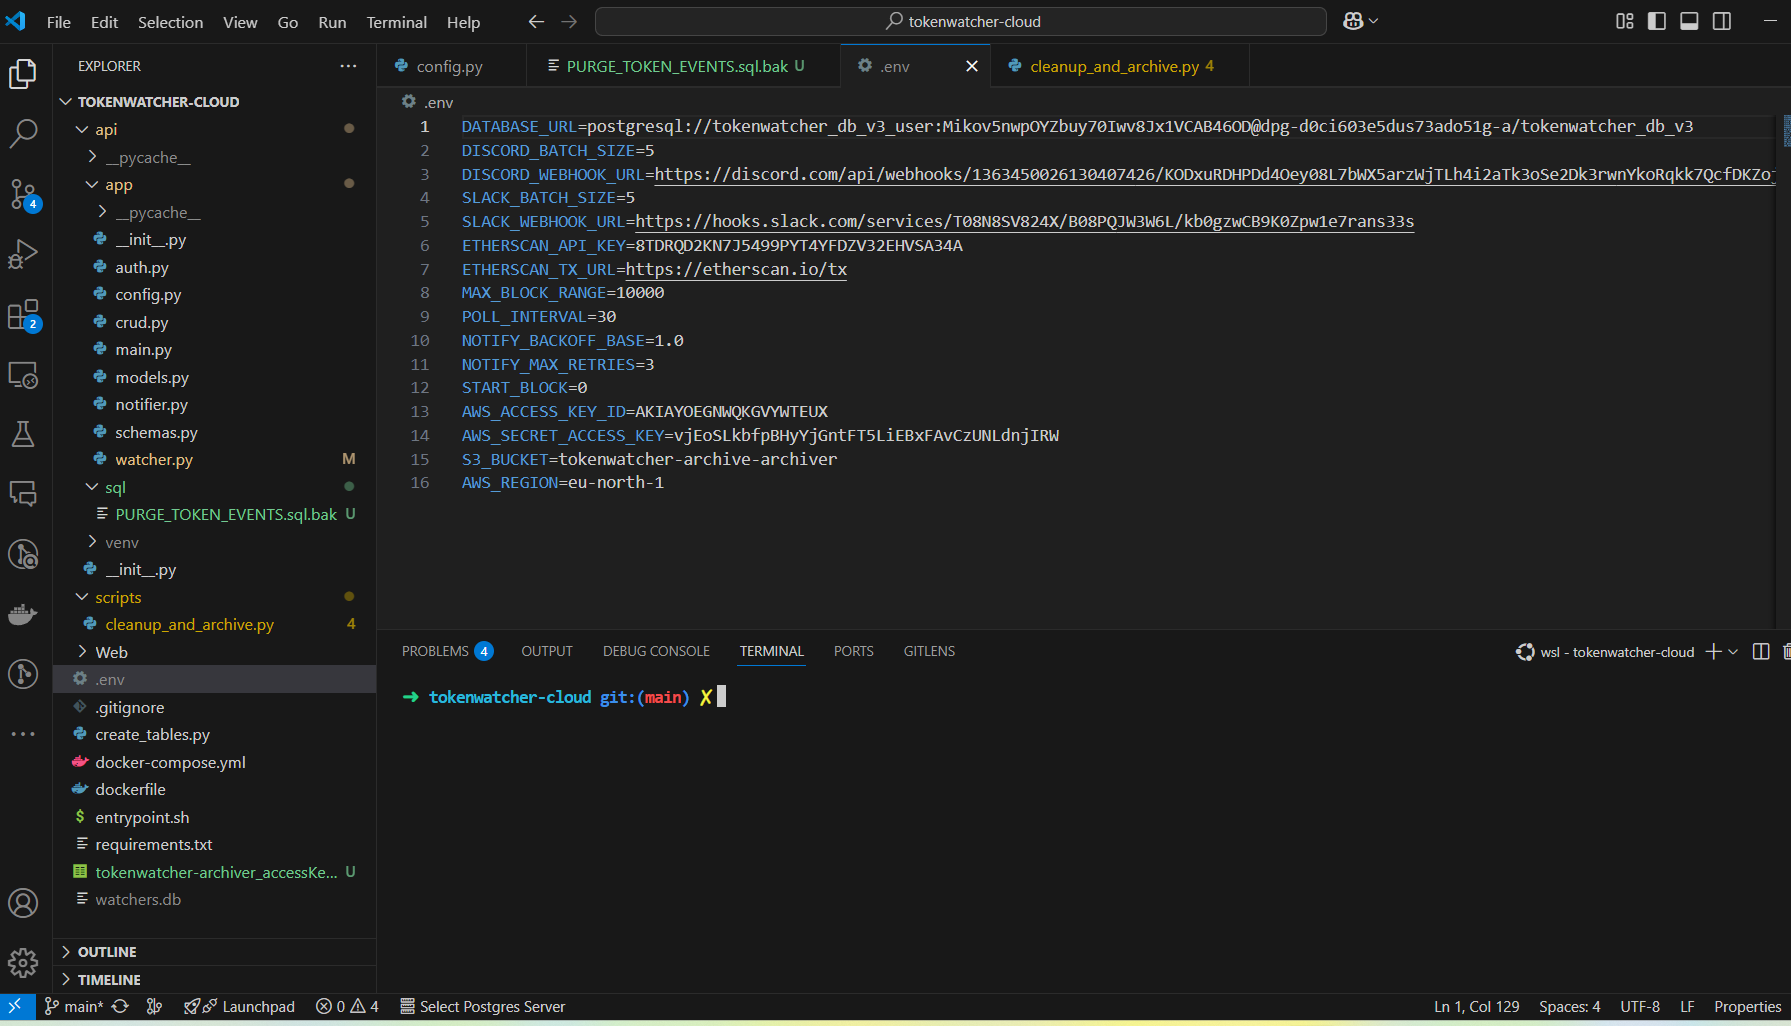 File Edit Selection View Go Run Terminal Help
tokenwatcher-cloud
EXPLORER
TOKENWATCHER-CLOUD
api
__pycache__
app
__pycache__
__init__.py
auth.py
config.py
crud.py
main.py
models.py
notifier.py
schemas.py
watcher.py M
sql
PURGE_TOKEN_EVENTS.sql.bak U
venv
__init__.py
scripts
cleanup_and_archive.py 4
Web
.env
.gitignore
create_tables.py
docker-compose.yml
dockerfile
entrypoint.sh
requirements.txt
tokenwatcher-archiver_accessKe... U
watchers.db
OUTLINE
TIMELINE
4
2
config.py
PURGE_TOKEN_EVENTS.sql.bak U
.env
cleanup_and_archive.py 4
.env
1 DATABASE_URL=postgresql://tokenwatcher_db_v3_user:Mikov5nwpOYZbuy70Iwv8Jx1VCAB46OD@dpg-d0ci603e5dus73ado51g-a/tokenwatcher_db_v3
2 DISCORD_BATCH_SIZE=5
3 DISCORD_WEBHOOK_URL=https://discord.com/api/webhooks/1363450026130407426/KODxuRDHPDd4Oey08L7bWX5arzWjTLh4i2aTk3oSe2Dk3rwnYkoRqkk7QcfDKZo
4 SLACK_BATCH_SIZE=5
5 SLACK_WEBHOOK_URL=https://hooks.slack.com/services/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
6 ETHERSCAN_API_KEY=8TDRQD2KN7J5499PYT4YFDZV32EHVSA34A
7 ETHERSCAN_TX_URL=https://etherscan.io/tx
8 MAX_BLOCK_RANGE=10000
9 POLL_INTERVAL=30
10 NOTIFY_BACKOFF_BASE=1.0
11 NOTIFY_MAX_RETRIES=3
12 START_BLOCK=0
13 AWS_ACCESS_KEY_ID=AKIAYOEGNWQKGVYWTEUX
14 AWS_SECRET_ACCESS_KEY=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
15 S3_BUCKET=tokenwatcher-archive-archiver
16 AWS_REGION=eu-north-1
PROBLEMS 4 OUTPUT DEBUG CONSOLE TERMINAL PORTS GITLENS
wsl - tokenwatcher-cloud
➜ tokenwatcher-cloud git:(main) ✗
main* Launchpad 0 4 Select Postgres Server
Ln 1, Col 129 Spaces: 4 UTF-8 LF Properties